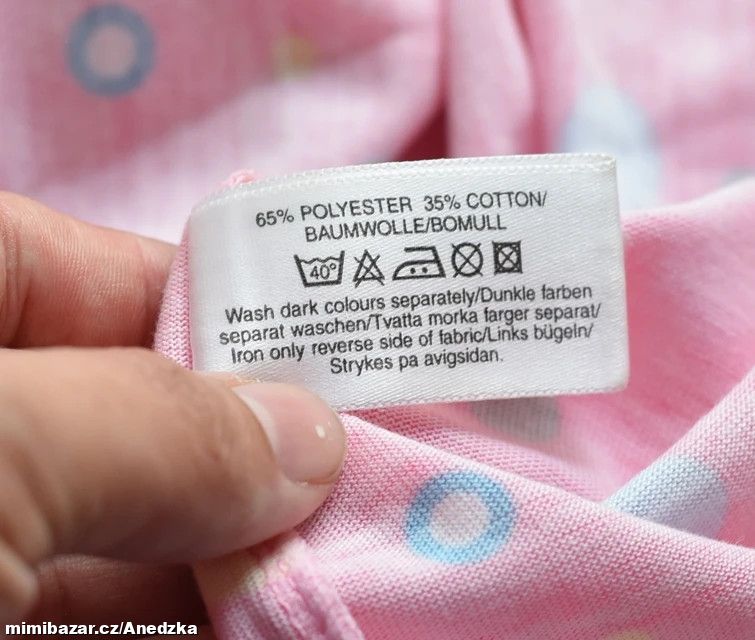 65% POLYESTER 35% COTTON/
BAUMWOLLE/BOMULL
40°
Wash dark colours separately/Dunkle farben
separat waschen/Tvatta morka farger separat/
Iron only reverse side of fabric/Links bügeln/
Strykes pa avigsidan.
mimibazar.cz/Anedzka